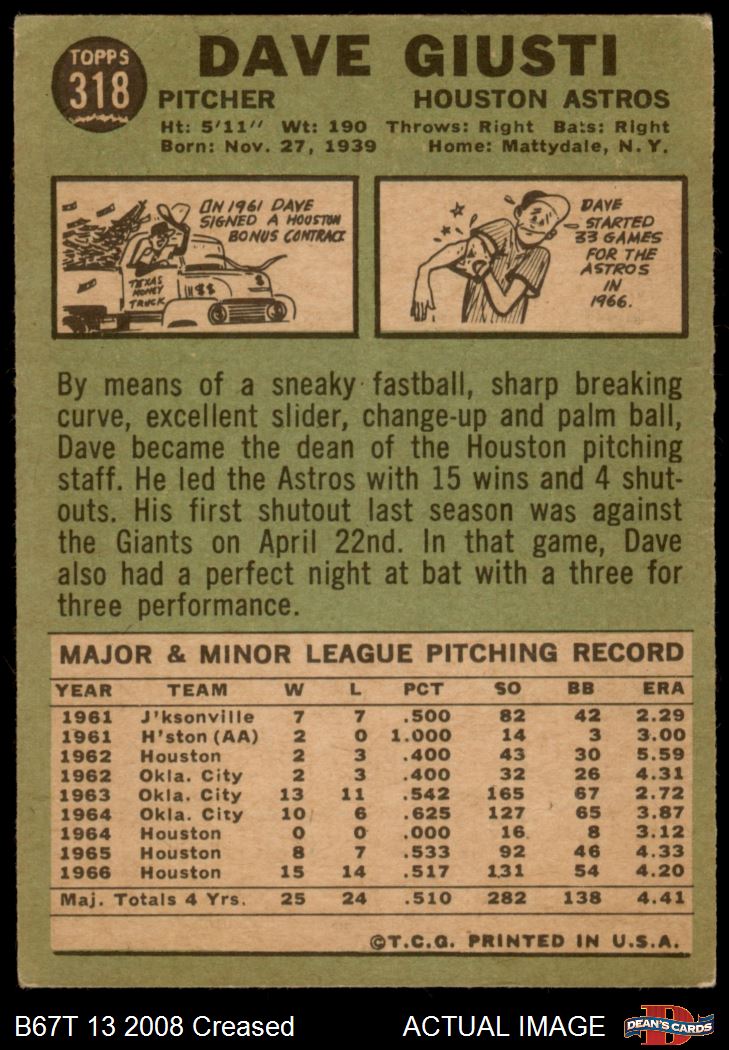 TOPPS
318
DAVE GIUSTI
PITCHER HOUSTON ASTROS
Ht: 5'11" Wt: 190 Throws: Right Bats: Right
Born: Nov. 27, 1939 Home: Mattydale, N.Y.
ON 1961 DAVE
SIGNED A HOUSTON
BONUS CONTRACT
TEXAS
MONEY
TRUCK
$$
$
DAVE
STARTED
33 GAMES
FOR THE
ASTROS
IN
1966.
By means of a sneaky fastball, sharp breaking
curve, excellent slider, change-up and palm ball,
Dave became the dean of the Houston pitching
staff. He led the Astros with 15 wins and 4 shut-
outs. His first shutout last season was against
the Giants on April 22nd. In that game, Dave
also had a perfect night at bat with a three for
three performance.
MAJOR & MINOR LEAGUE PITCHING RECORD
YEAR TEAM W L PCT SO BB ERA
1961 J'ksonville 7 7 .500 82 42 2.29
1961 H'ston (AA) 2 0 1.000 14 3 3.00
1962 Houston 2 3 .400 43 30 5.59
1962 Okla. City 2 3 .400 32 26 4.31
1963 Okla. City 13 11 .542 165 67 2.72
1964 Okla. City 10 6 .625 127 65 3.87
1964 Houston 0 0 .000 16 8 3.12
1965 Houston 8 7 .533 92 46 4.33
1966 Houston 15 14 .517 131 54 4.20
Maj. Totals 4 Yrs. 25 24 .510 282 138 4.41
©T.C.G. PRINTED IN U.S.A.
B67T 13 2008 Creased ACTUAL IMAGE
D
DEAN'S CARDS